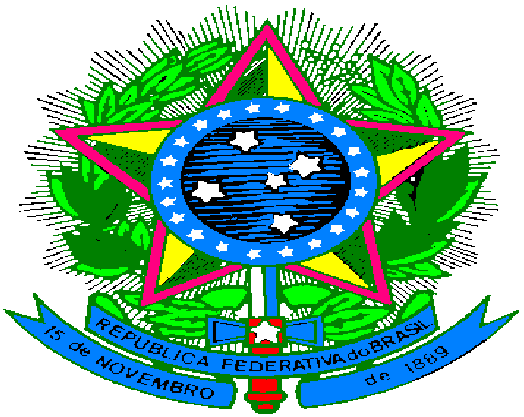 REPUBLICA FEDERATIVA do BRASIL
15 de NOVEMBRO
de 1889